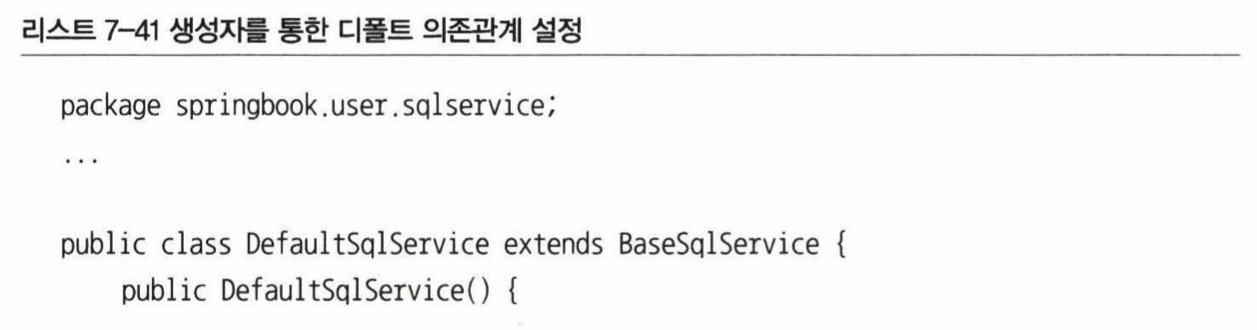 리스트 7-41 생성자를 통한 디폴트 의존관계 설정
package springbook.user.sqlservice;
...
public class DefaultSqlService extends BaseSqlService {
public DefaultSqlService() {